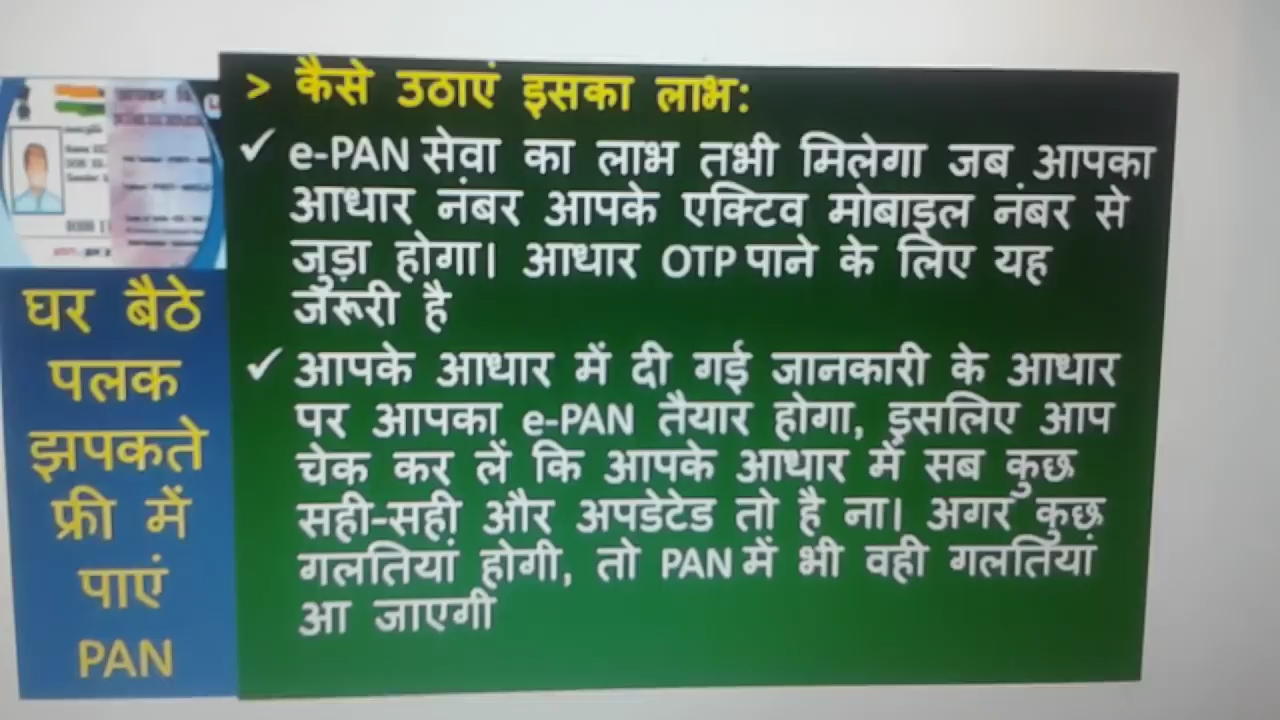 > कैसे उठाएं इसका लाभ:
✓ e-PAN सेवा का लाभ तभी मिलेगा जब आपका
आधार नंबर आपके एक्टिव मोबाइल नंबर से
जुड़ा होगा। आधार OTP पाने के लिए यह
जरूरी है
✓ आपके आधार में दी गई जानकारी के आधार
पर आपका e-PAN तैयार होगा, इसलिए आप
चेक कर लें कि आपके आधार में सब कुछ
सही-सही और अपडेटेड तो है ना। अगर कुछ
गलतियां होगी, तो PAN में भी वही गलतियां
आ जाएगी
घर बैठे
पलक
झपकते
फ्री में
पाएं
PAN